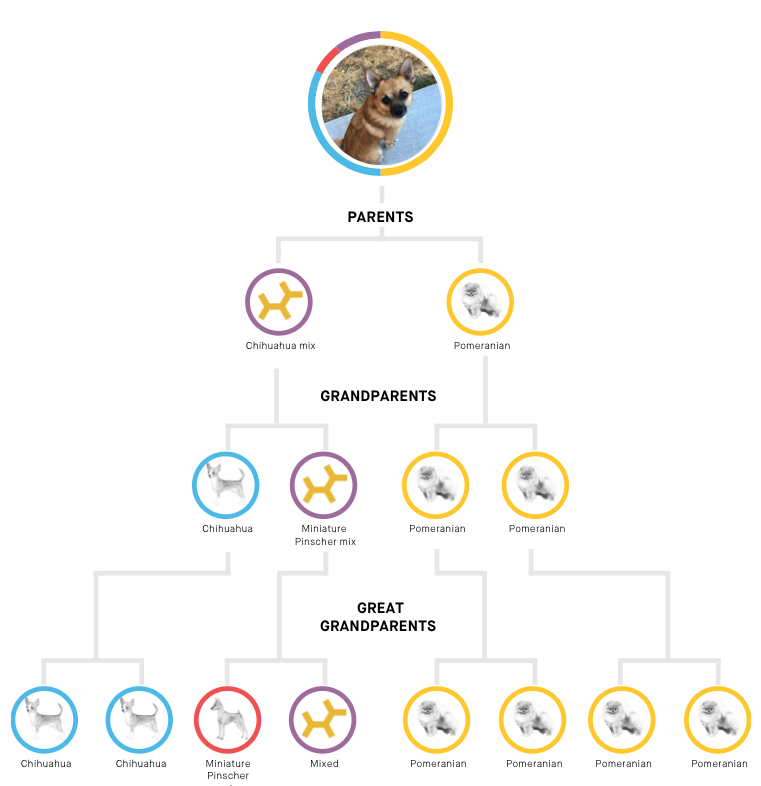 PARENTS
Chihuahua mix
Pomeranian
GRANDPARENTS
Chihuahua
Miniature
Pinscher mix
Pomeranian
Pomeranian
GREAT
GRANDPARENTS
Chihuahua
Chihuahua
Miniature
Pinscher
Mixed
Pomeranian
Pomeranian
Pomeranian
Pomeranian